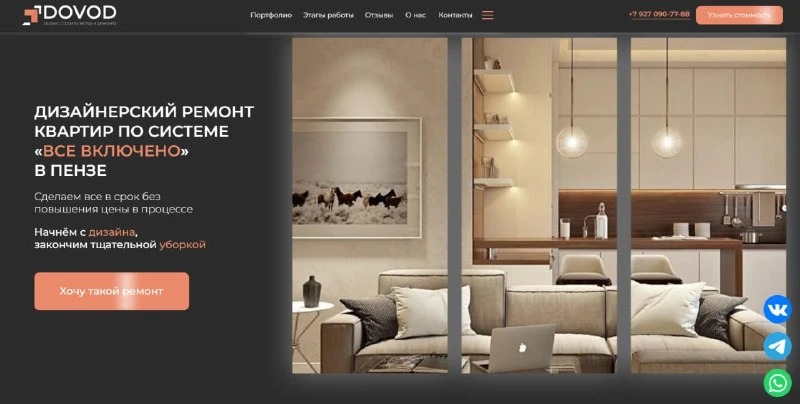 DOVOD
Портфолио Этапы работы Отзывы О нас Контакты
+7 927 090-77-88
Узнать стоимость
ДИЗАЙНЕРСКИЙ РЕМОНТ
КВАРТИР ПО СИСТЕМЕ
«ВСЕ ВКЛЮЧЕНО»
В ПЕНЗЕ
Сделаем все в срок без
повышения цены в процессе
Начнём с дизайна,
закончим тщательной уборкой
Хочу такой ремонт